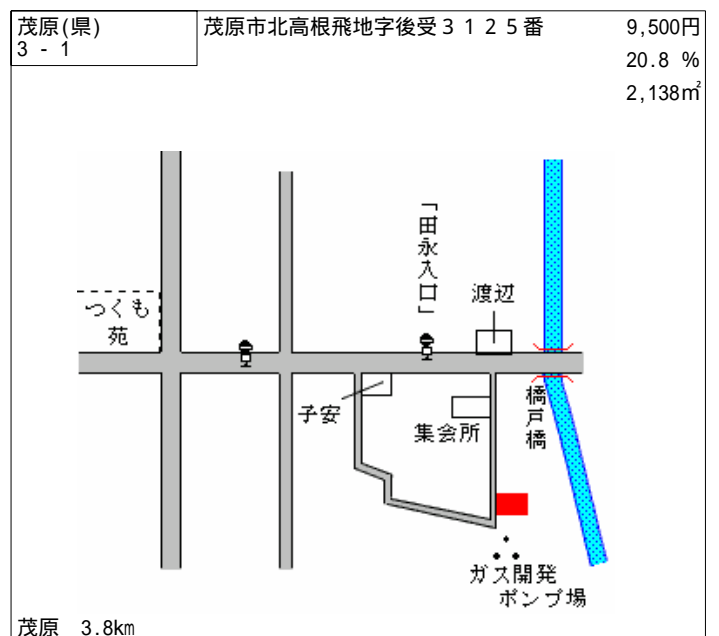 茂原(県)
3 - 1
茂原市北高根飛地字後受3125番
9,500円
20.8 %
2,138㎡
「田永入口」
渡辺
つくも
苑
子安
集会所
橋戸橋
ガス開発
ポンプ場
茂原 3.8km